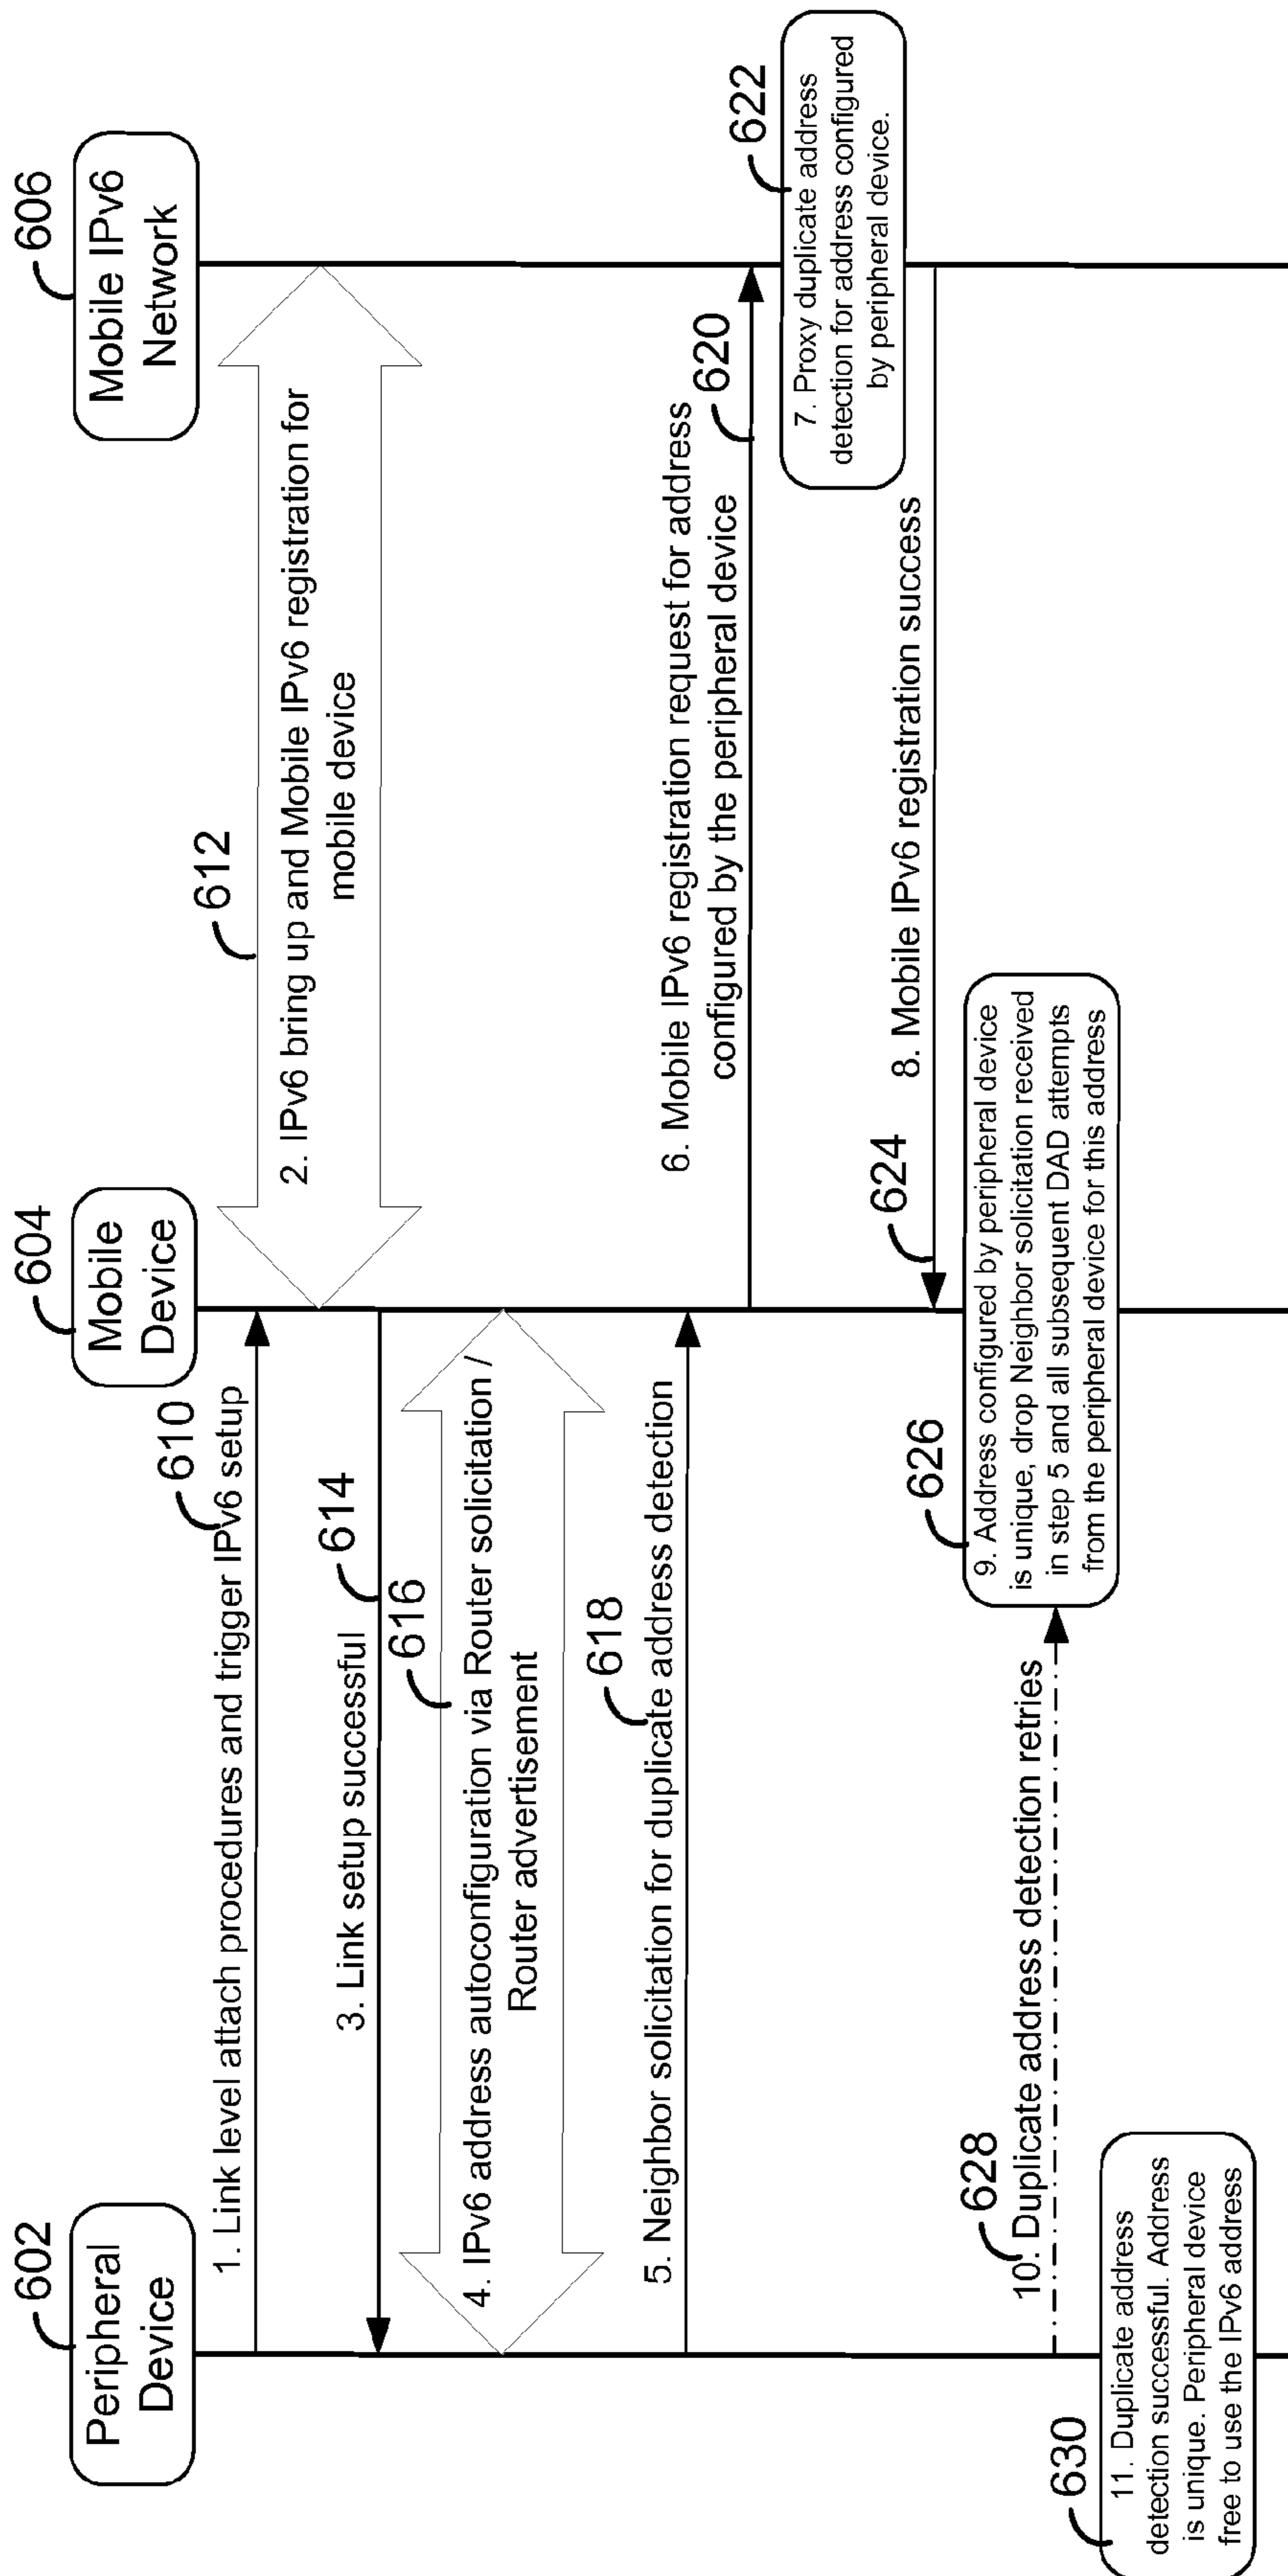 602
Peripheral
Device
604
Mobile
Device
606
Mobile IPv6
Network
610
1. Link level attach procedures and trigger IPv6 setup
612
2. IPv6 bring up and Mobile IPv6 registration for
mobile device
614
3. Link setup successful
616
4. IPv6 address autoconfiguration via Router solicitation /
Router advertisement
618
5. Neighbor solicitation for duplicate address detection
6. Mobile IPv6 registration request for address
configured by the peripheral device
620
622
7. Proxy duplicate address
detection for address configured
by peripheral device.
624
8. Mobile IPv6 registration success
626
9. Address configured by peripheral device
is unique, drop Neighbor solicitation received
in step 5 and all subsequent DAD attempts
from the peripheral device for this address
628
10. Duplicate address detection retries
630
11. Duplicate address
detection successful. Address
is unique. Peripheral device
free to use the IPv6 address